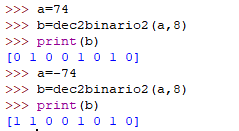 >>> a=74
>>> b=dec2binario2(a,8)
>>> print(b)
[0 1 0 0 1 0 1 0]
>>> a=-74
>>> b=dec2binario2(a,8)
>>> print(b)
[1 1 0 0 1 0 1 0]